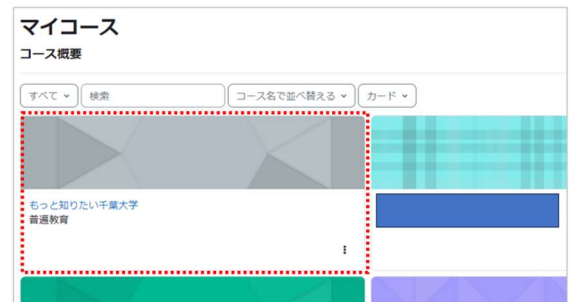 マイコース
コース概要
すべて 検索 コース名で並べ替える カード
もっと知りたい千葉大学
普遍教育